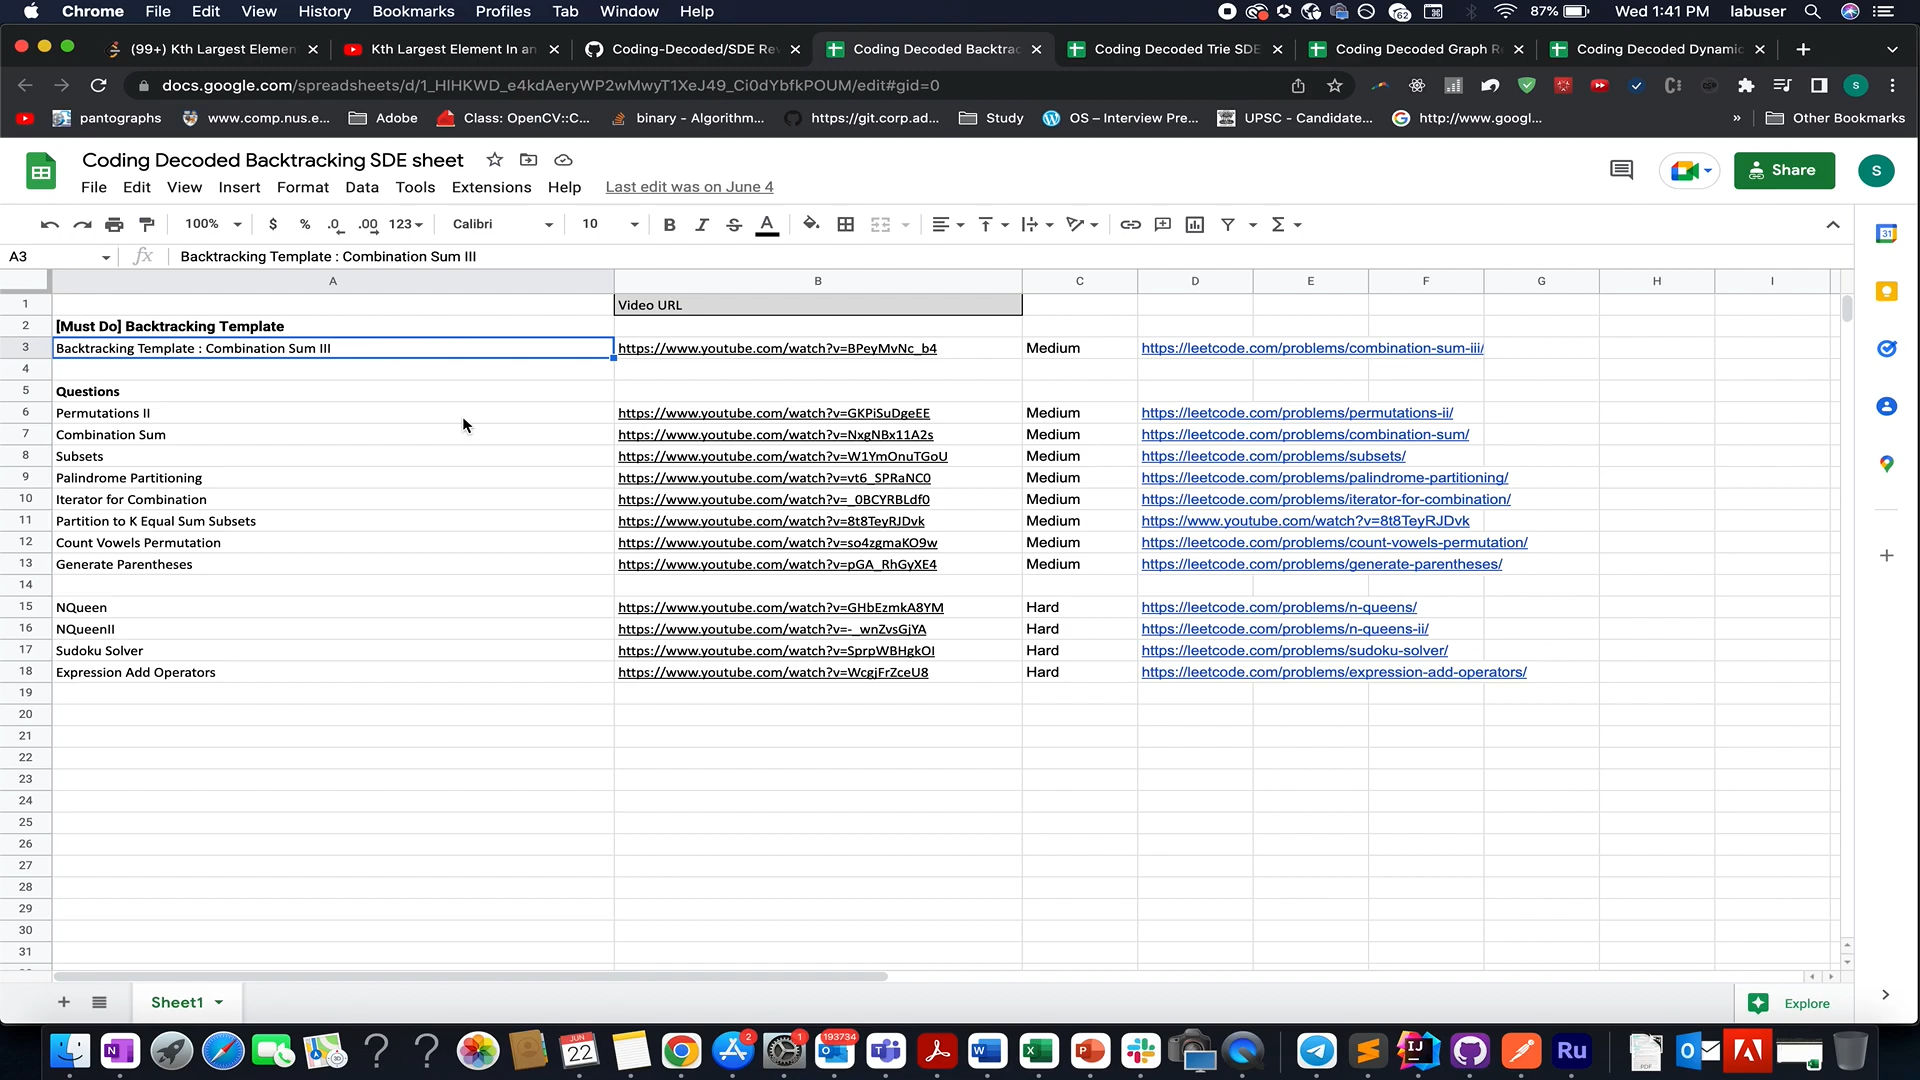 Chrome File Edit View History Bookmarks Profiles Tab Window Help 62 87% Wed 1:41 PM labuser
(99+) Kth Largest Elemen Kth Largest Element In an Coding-Decoded/SDE Rev Coding Decoded Backtrac Coding Decoded Trie SDE Coding Decoded Graph R Coding Decoded Dynamic
docs.google.com/spreadsheets/d/1_HlHKWD_e4kdAeryWP2wMwyT1XeJ49_Ci0dYbfkPOUM/edit#gid=0 S
pantographs www.comp.nus.e... Adobe Class: OpenCV::C... binary - Algorithm... https://git.corp.ad... Study OS – Interview Pre... UPSC - Candidate... http://www.googl... » Other Bookmarks
Coding Decoded Backtracking SDE sheet
Share S
File Edit View Insert Format Data Tools Extensions Help Last edit was on June 4
100% $ % .0 .00 123 Calibri 10 B I S A Σ
A3 fx Backtracking Template : Combination Sum III
A B C D E F G H I
1 Video URL
2 [Must Do] Backtracking Template
3 Backtracking Template : Combination Sum III https://www.youtube.com/watch?v=BPeyMvNc_b4 Medium https://leetcode.com/problems/combination-sum-iii/
4
5 Questions
6 Permutations II https://www.youtube.com/watch?v=GKPiSuDgeEE Medium https://leetcode.com/problems/permutations-ii/
7 Combination Sum https://www.youtube.com/watch?v=NxgNBx11A2s Medium https://leetcode.com/problems/combination-sum/
8 Subsets https://www.youtube.com/watch?v=W1YmOnuTGoU Medium https://leetcode.com/problems/subsets/
9 Palindrome Partitioning https://www.youtube.com/watch?v=vt6_SPRaNC0 Medium https://leetcode.com/problems/palindrome-partitioning/
10 Iterator for Combination https://www.youtube.com/watch?v=_0BCYRBLdf0 Medium https://leetcode.com/problems/iterator-for-combination/
11 Partition to K Equal Sum Subsets https://www.youtube.com/watch?v=8t8TeyRJDvk Medium https://www.youtube.com/watch?v=8t8TeyRJDvk
12 Count Vowels Permutation https://www.youtube.com/watch?v=so4zgmaKO9w Medium https://leetcode.com/problems/count-vowels-permutation/
13 Generate Parentheses https://www.youtube.com/watch?v=pGA_RhGyXE4 Medium https://leetcode.com/problems/generate-parentheses/
14
15 NQueen https://www.youtube.com/watch?v=GHbEzmkA8YM Hard https://leetcode.com/problems/n-queens/
16 NQueenII https://www.youtube.com/watch?v=-_wnZvsGjYA Hard https://leetcode.com/problems/n-queens-ii/
17 Sudoku Solver https://www.youtube.com/watch?v=SprpWBHgkOI Hard https://leetcode.com/problems/sudoku-solver/
18 Expression Add Operators https://www.youtube.com/watch?v=WcgjFrZceU8 Hard https://leetcode.com/problems/expression-add-operators/
19
20
21
22
23
24
25
26
27
28
29
30
31
Sheet1 Explore
JUN 22 2 1 193734 W X P IJ Ru